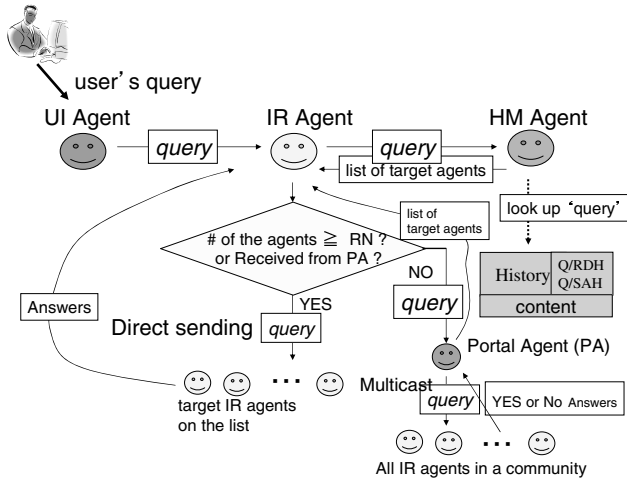 user's query
UI Agent
IR Agent
HM Agent
query
query
list of target agents
look up 'query'
list of
target agents
# of the agents ≧ RN ?
or Received from PA ?
History
Q/RDH
Q/SAH
content
NO
YES
Answers
Direct sending
query
query
Portal Agent (PA)
Multicast
query
YES or No Answers
target IR agents
on the list
All IR agents in a community